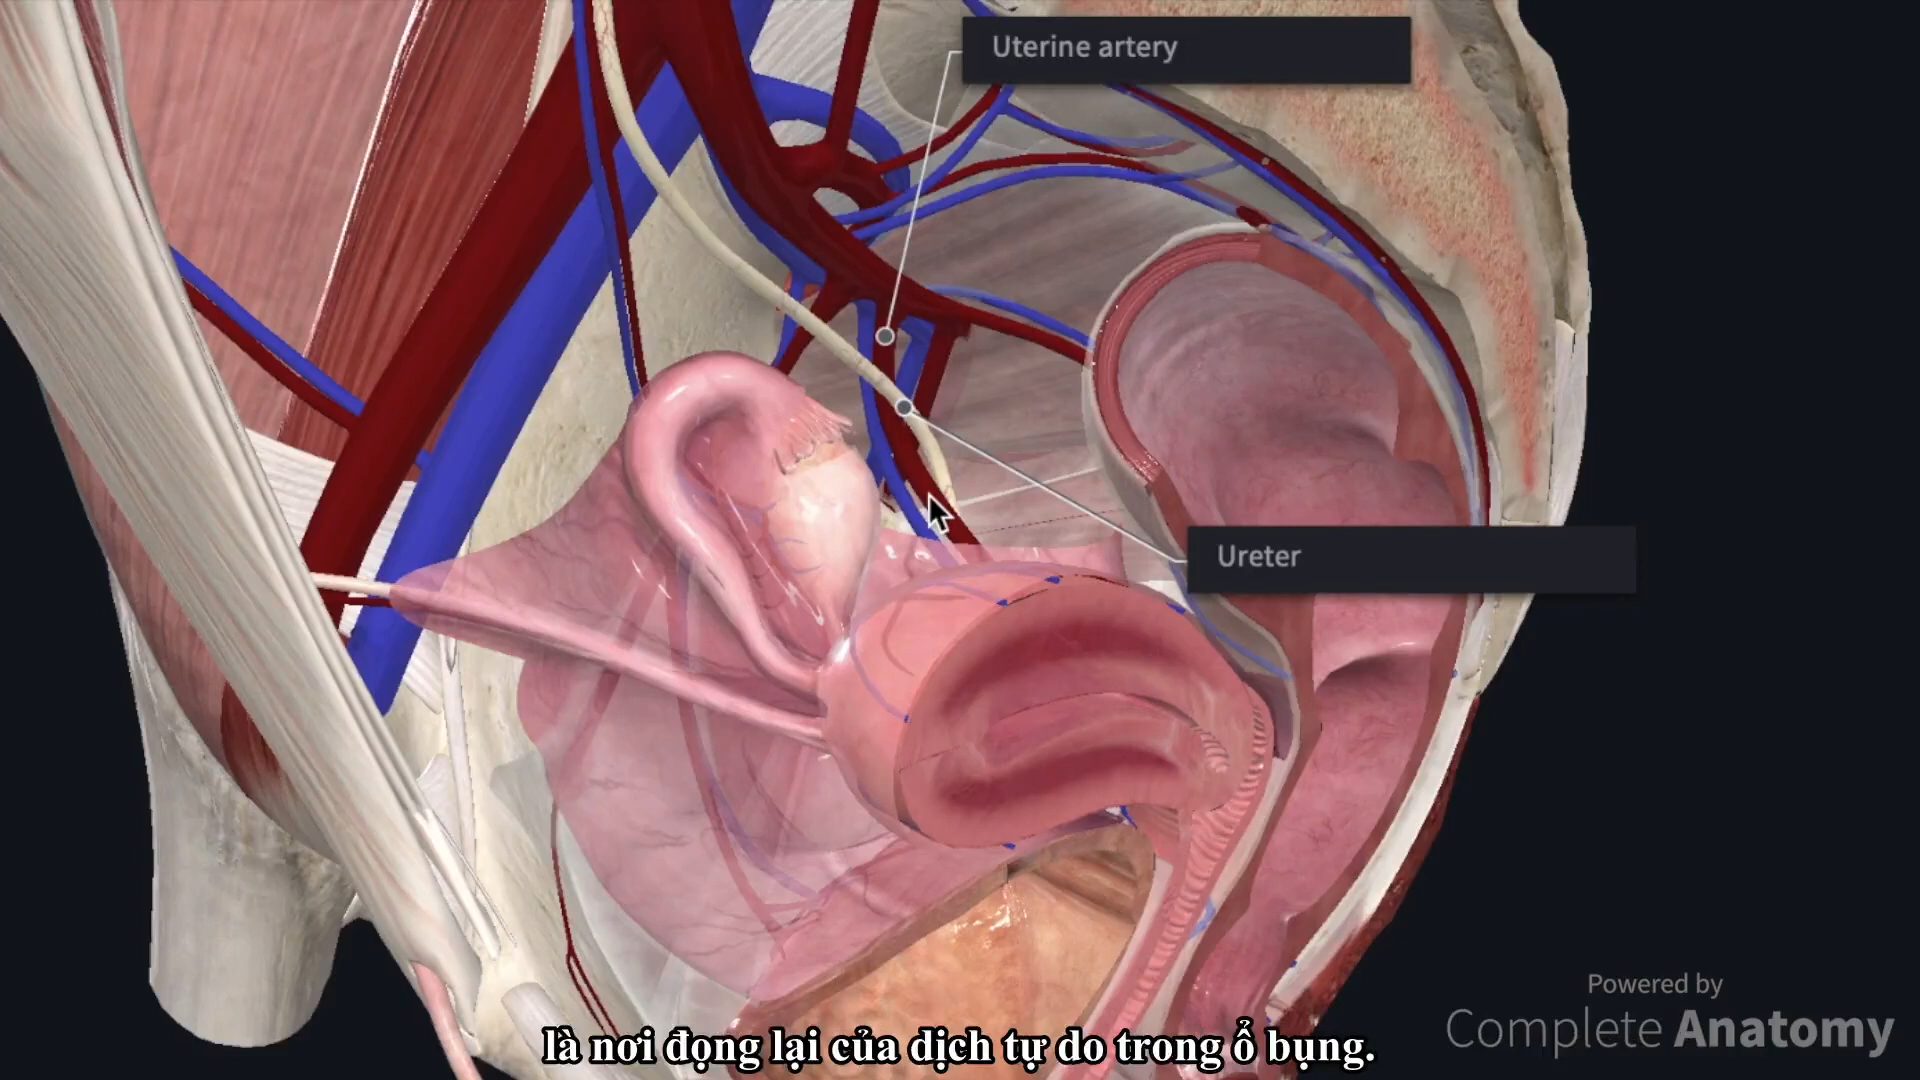 Uterine artery
Ureter
Powered by
Complete Anatomy
là nơi đọng lại của dịch tự do trong ổ bụng.